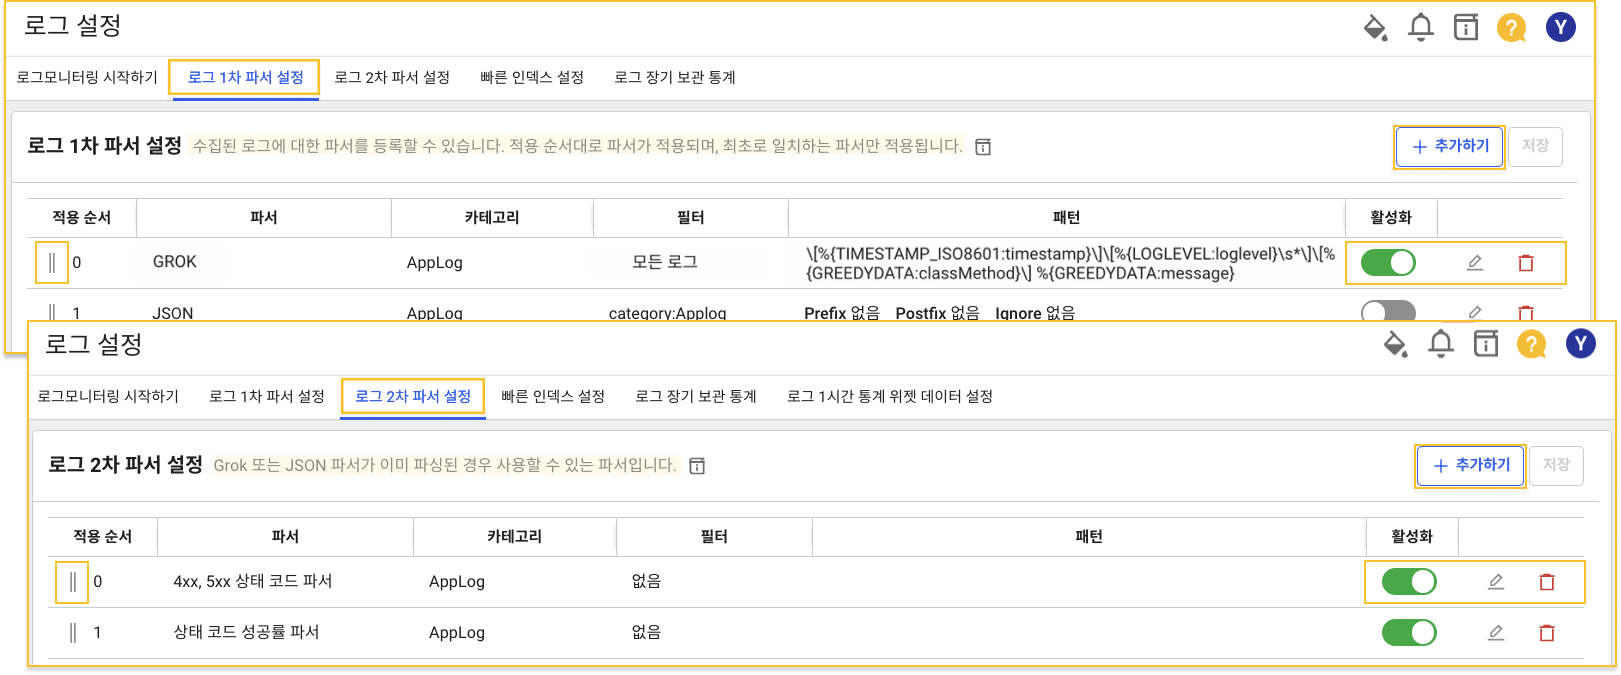 로그 설정
? Y
로그모니터링 시작하기 로그 1차 파서 설정 로그 2차 파서 설정 빠른 인덱스 설정 로그 장기 보관 통계
로그 1차 파서 설정 수집된 로그에 대한 파서를 등록할 수 있습니다. 적용 순서대로 파서가 적용되며, 최초로 일치하는 파서만 적용됩니다. + 추가하기 저장
적용 순서 파서 카테고리 필터 패턴 활성화
0 GROK AppLog 모든 로그 \[%{TIMESTAMP_ISO8601:timestamp}\]\[%{LOGLEVEL:loglevel}\s*\]\[%
{GREEDYDATA:classMethod}\] %{GREEDYDATA:message}
1 JSON AppLog category:Applog Prefix 없음 Postfix 없음 Ignore 없음
로그 설정
? Y
로그모니터링 시작하기 로그 1차 파서 설정 로그 2차 파서 설정 빠른 인덱스 설정 로그 장기 보관 통계 로그 1시간 통계 위젯 데이터 설정
로그 2차 파서 설정 Grok 또는 JSON 파서가 이미 파싱된 경우 사용할 수 있는 파서입니다. + 추가하기 저장
적용 순서 파서 카테고리 필터 패턴 활성화
0 4xx, 5xx 상태 코드 파서 AppLog 없음
1 상태 코드 성공률 파서 AppLog 없음